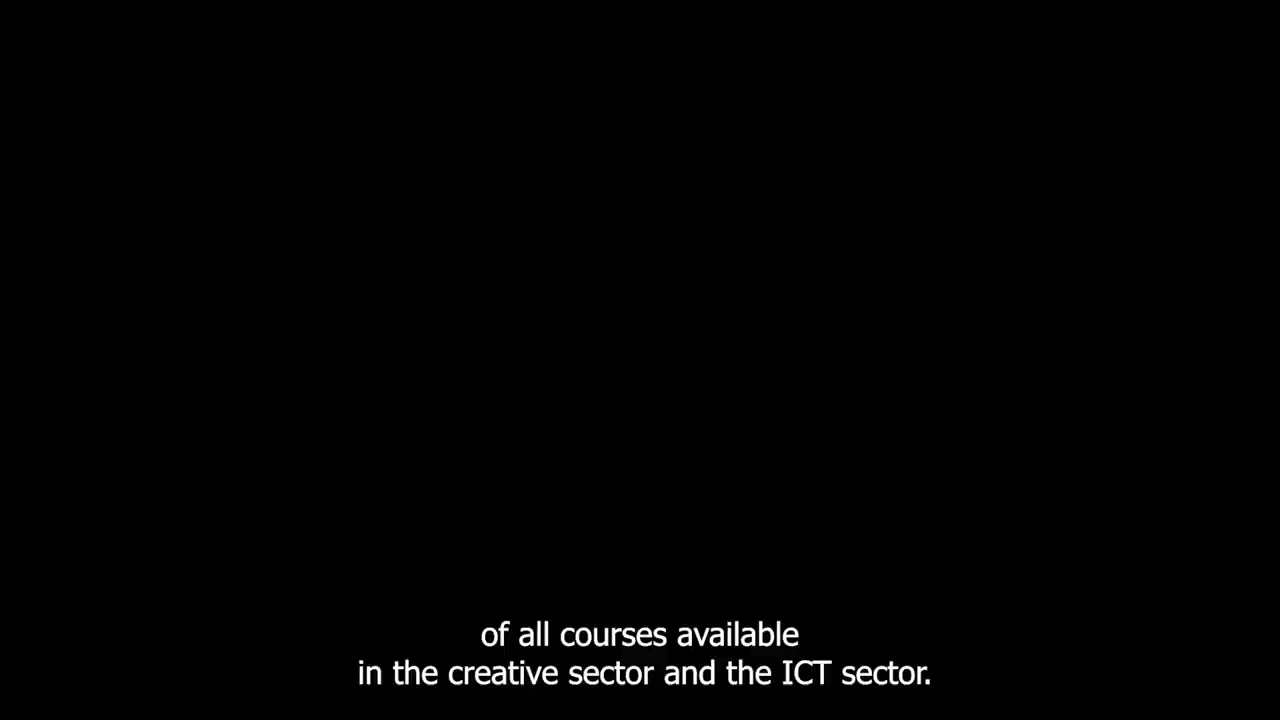 of all courses available
in the creative sector and the ICT sector.